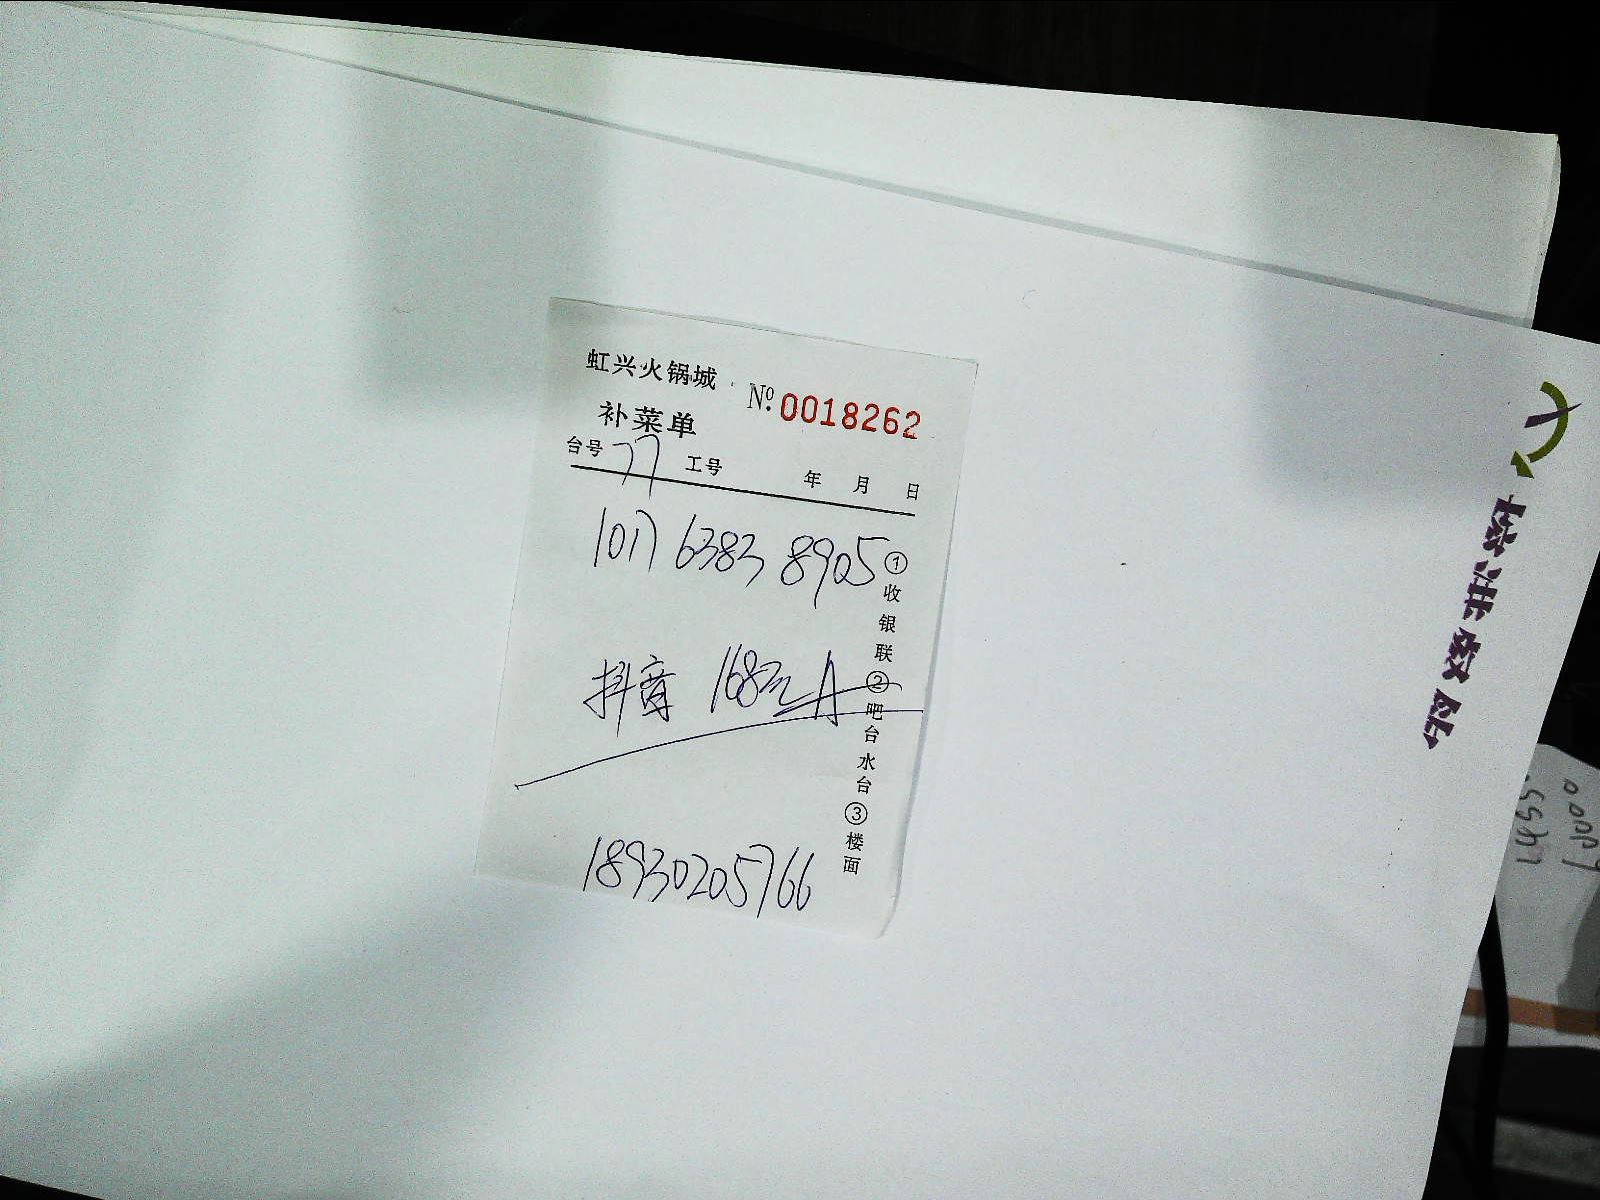 虹兴火锅城
补菜单
No. 0018262
台号 77 工号 年 月 日
1017 6383 8905
抖音 168元
18930205766
①收银联②吧台水台③楼面